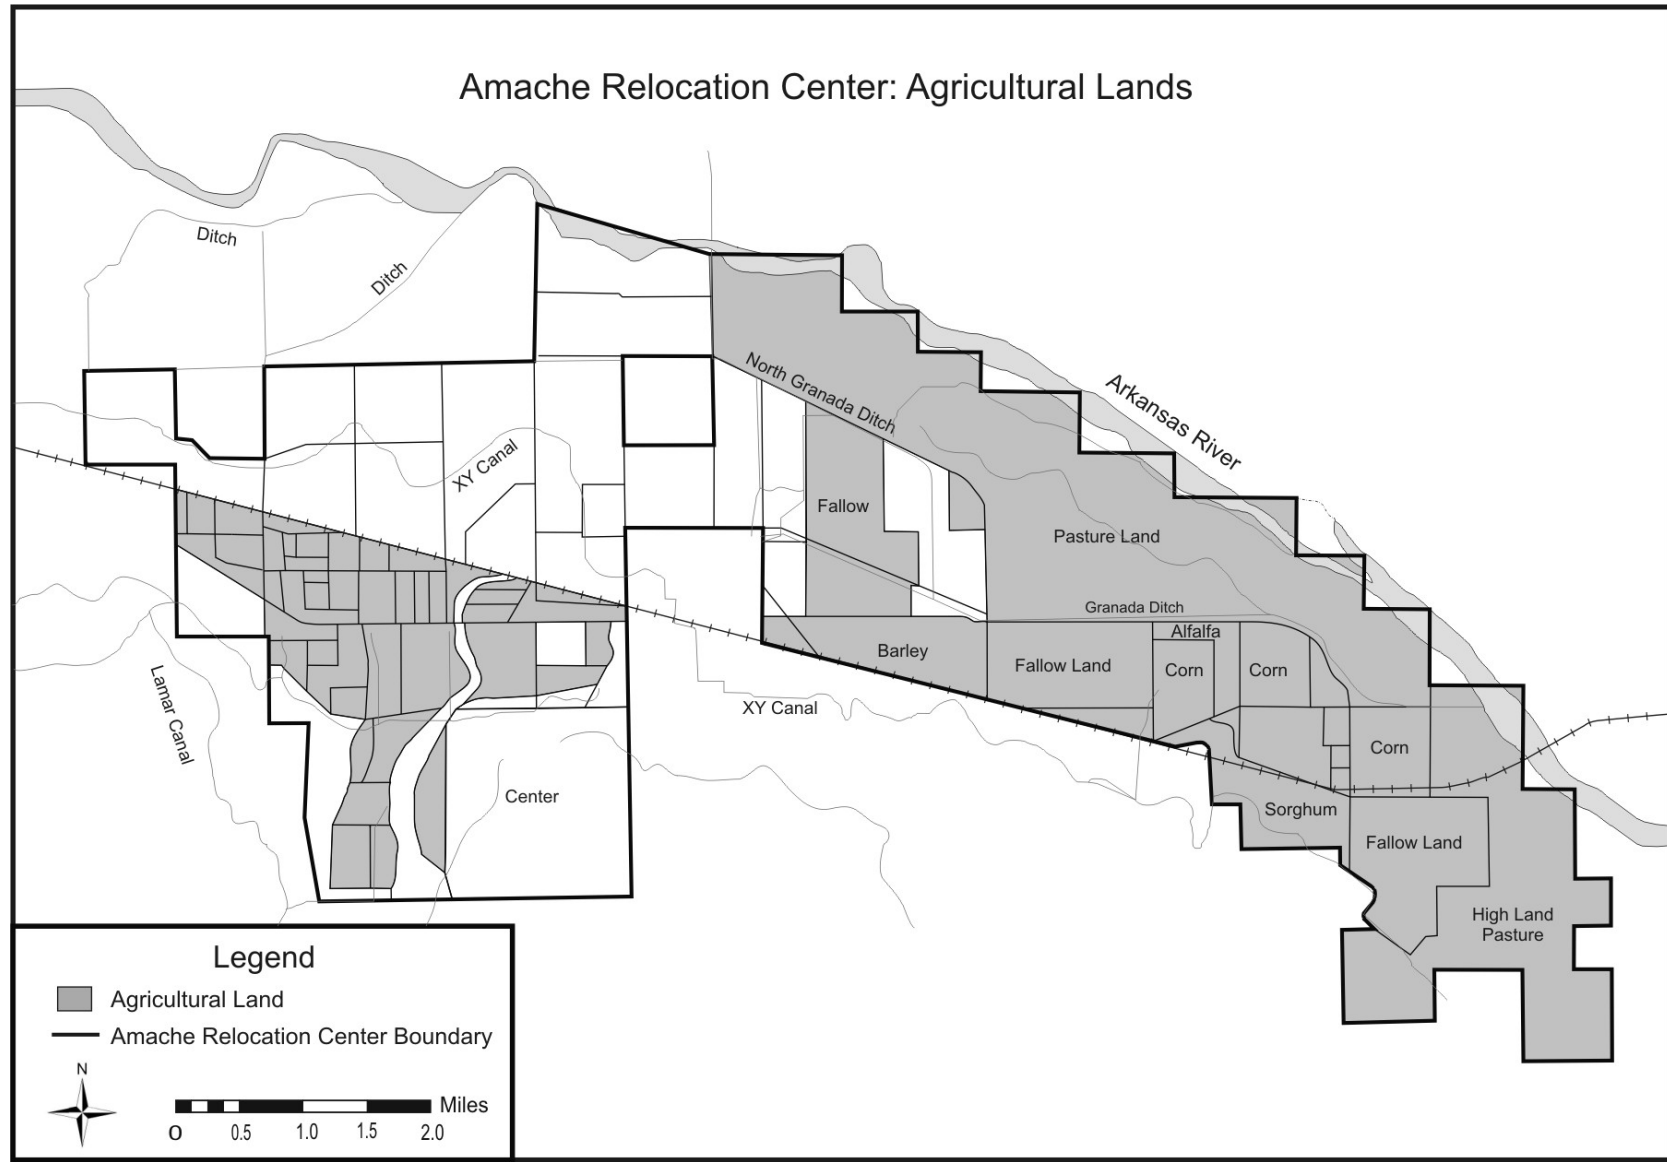 Amache Relocation Center: Agricultural Lands
Ditch
Ditch
North Granada Ditch
Arkansas River
XY Canal
Fallow
Pasture Land
Granada Ditch
Alfalfa
Barley
Fallow Land
Corn
Corn
Lamar Canal
XY Canal
Corn
Center
Sorghum
Fallow Land
High Land
Pasture
Legend
Agricultural Land
Amache Relocation Center Boundary
N
Miles
0
0.5
1.0
1.5
2.0